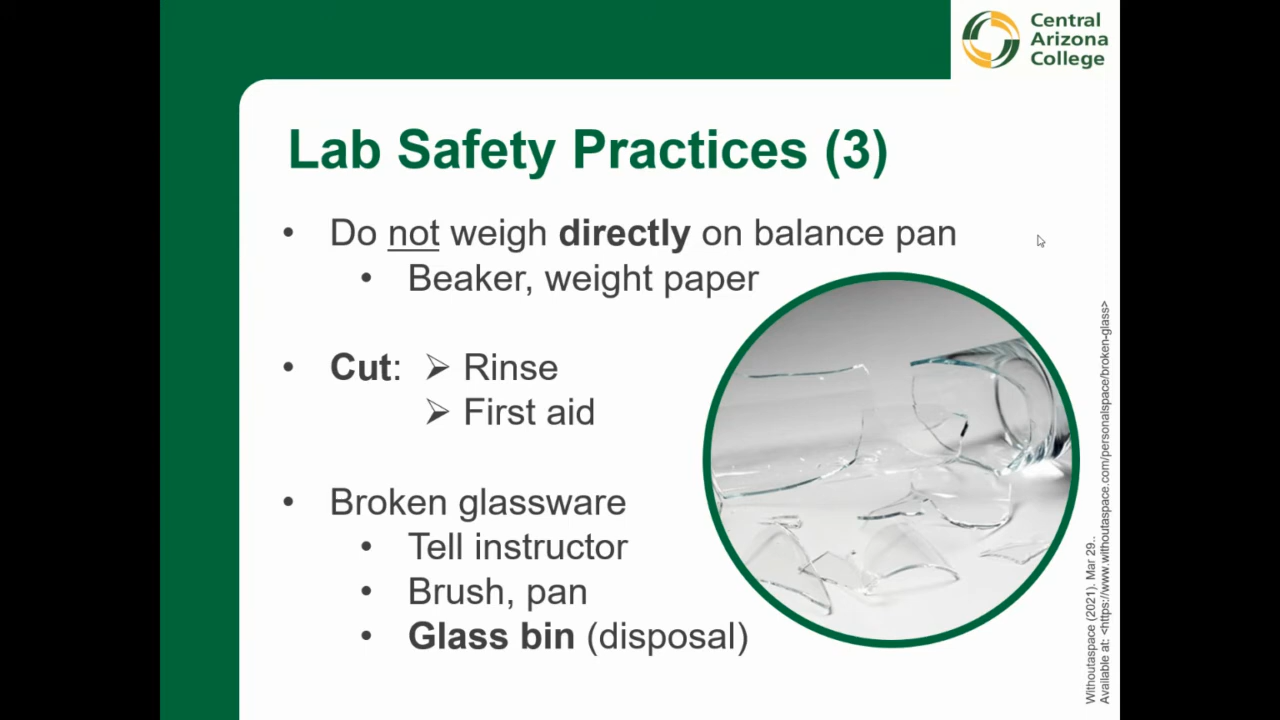 Central
Arizona
College
Lab Safety Practices (3)
• Do not weigh directly on balance pan
• Beaker, weight paper
• Cut: ➢ Rinse
➢ First aid
• Broken glassware
• Tell instructor
• Brush, pan
• Glass bin (disposal)
Withoutaspace (2021). Mar 29..
Available at: <https://www.withoutaspace.com/personalspace/broken-glass>